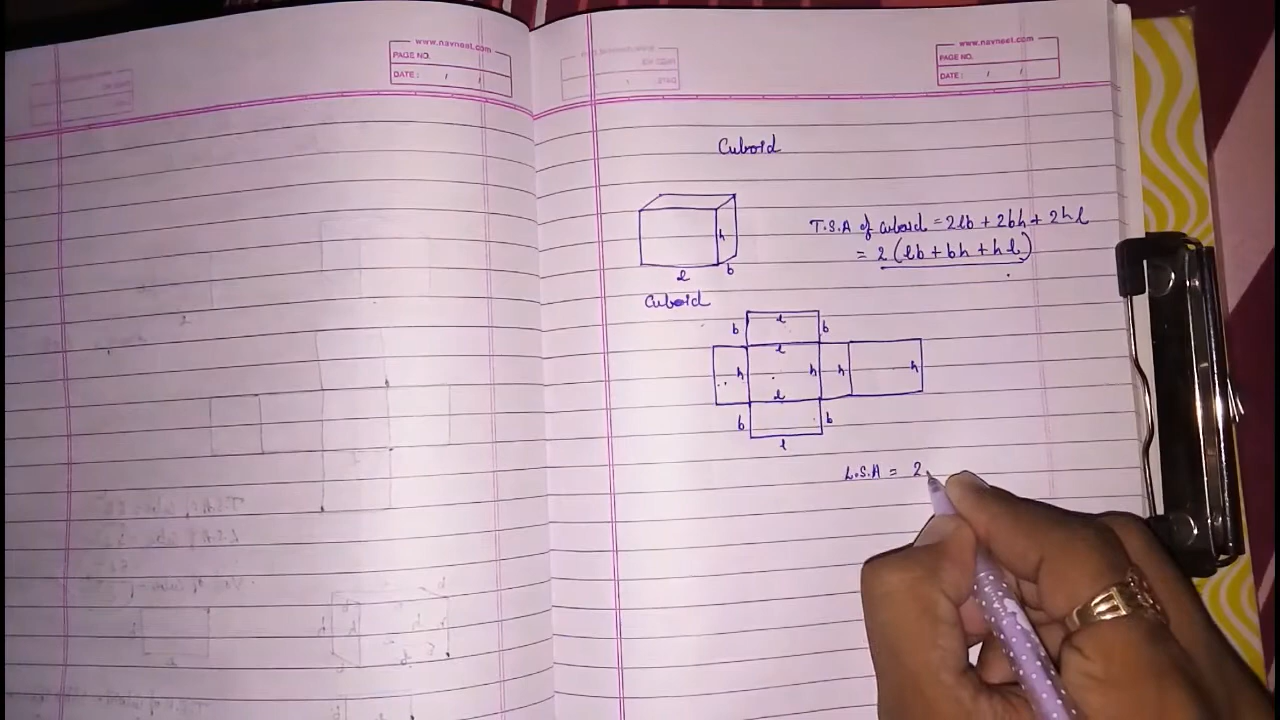 www.navneet.com
PAGE NO.
DATE : / /
www.navneet.com
PAGE NO.
DATE : / /
Cuboid
T.S.A of cuboid = 2lb + 2bh + 2hl
= 2 (lb + bh + hl)
h
b
l
Cuboid
b l b
l
h h h h
l
b b
l
L.S.A = 2